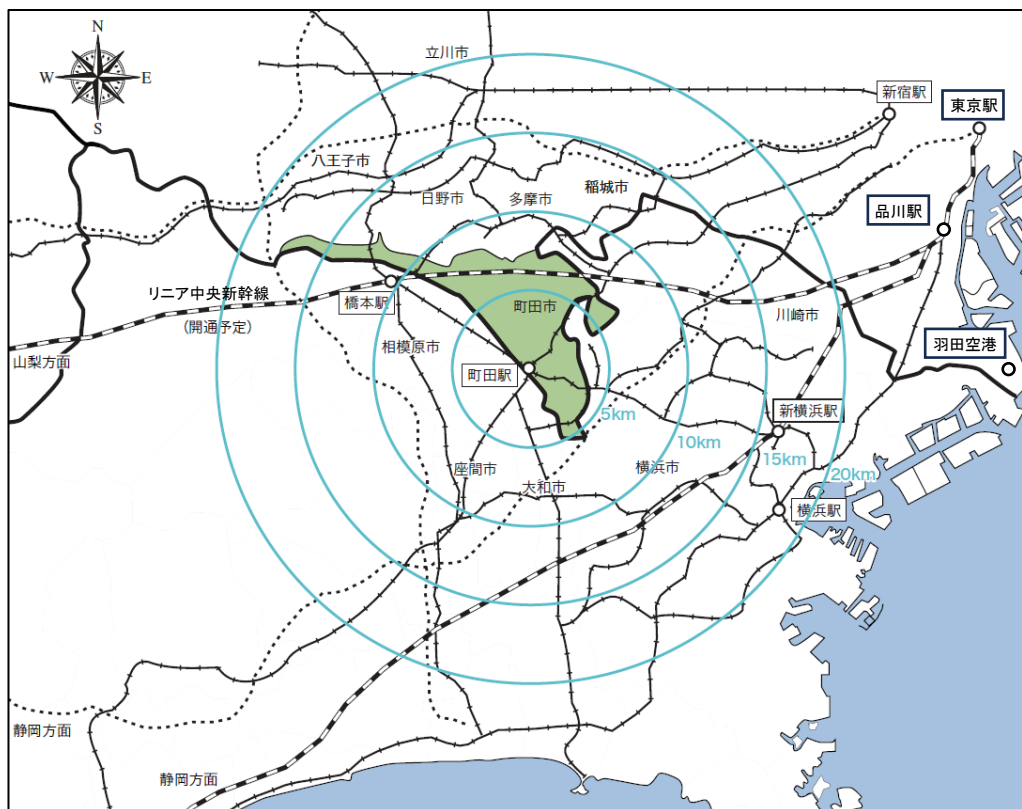 N
W
E
S
立川市
新宿駅
東京駅
八王子市
日野市
多摩市
稲城市
品川駅
リニア中央新幹線
(開通予定)
橋本駅
町田市
川崎市
山梨方面
相模原市
町田駅
羽田空港
5km
新横浜駅
10km
15km
20km
座間市
大和市
横浜市
横浜駅
静岡方面
静岡方面